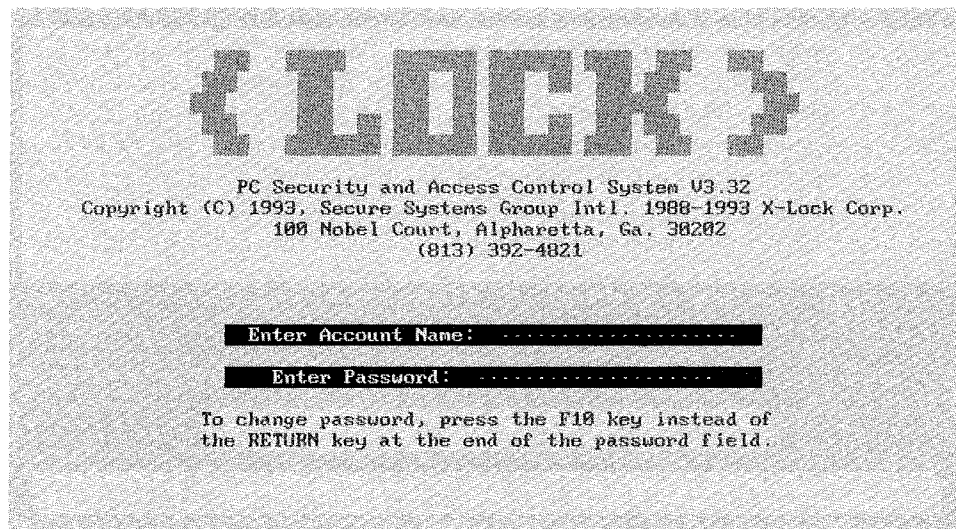 <LOCK>
PC Security and Access Control System V3.32
Copyright (C) 1993, Secure Systems Group Intl. 1988-1993 X-Lock Corp.
100 Nobel Court, Alpharetta, Ga. 30202
(813) 392-4821
Enter Account Name: ....................
Enter Password: ....................
To change password, press the F10 key instead of
the RETURN key at the end of the password field.